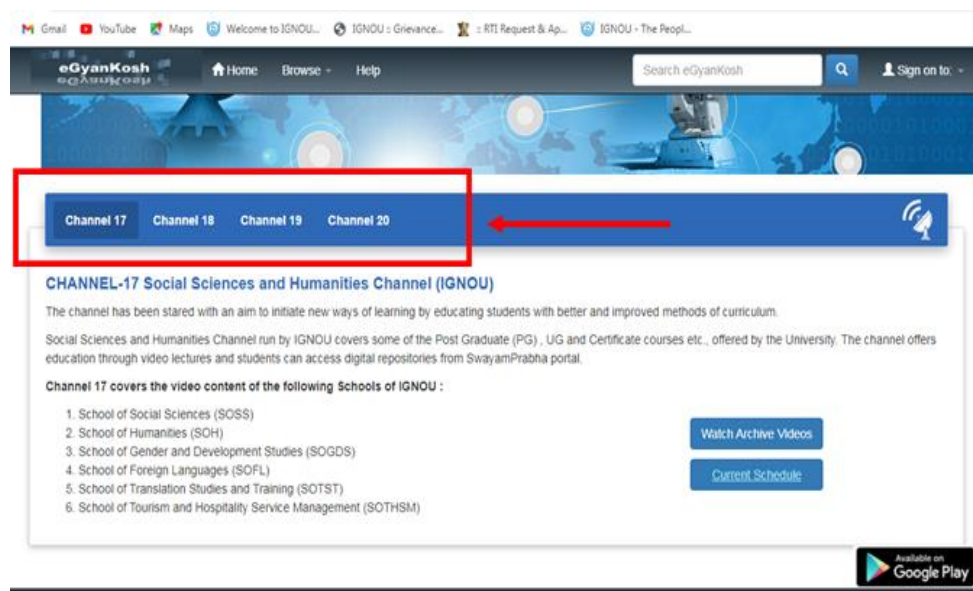 Gmail YouTube Maps Welcome to IGNOU... IGNOU :: Grievance... :: RTI Request & Ap... IGNOU - The Peopl...
eGyanKosh Home Browse Help Search eGyanKosh Sign on to:
Channel 17 Channel 18 Channel 19 Channel 20
CHANNEL-17 Social Sciences and Humanities Channel (IGNOU)
The channel has been stared with an aim to initiate new ways of learning by educating students with better and improved methods of curriculum.
Social Sciences and Humanities Channel run by IGNOU covers some of the Post Graduate (PG) , UG and Certificate courses etc., offered by the University. The channel offers
education through video lectures and students can access digital repositories from SwayamPrabha portal.
Channel 17 covers the video content of the following Schools of IGNOU :
1. School of Social Sciences (SOSS)
2. School of Humanities (SOH)
3. School of Gender and Development Studies (SOGDS)
4. School of Foreign Languages (SOFL)
5. School of Translation Studies and Training (SOTST)
6. School of Tourism and Hospitality Service Management (SOTHSM)
Watch Archive Videos
Current Schedule
Available on
Google Play